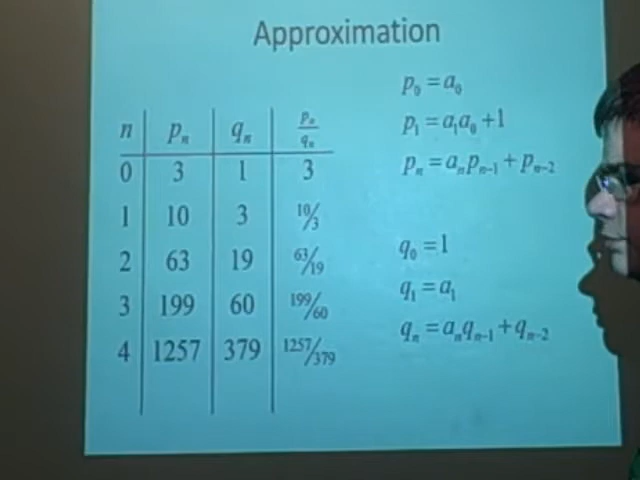 Approximation
n pₙ qₙ pₙ/qₙ
0 3 1 3
1 10 3 10/3
2 63 19 63/19
3 199 60 199/60
4 1257 379 1257/379
p₀ = a₀
p₁ = a₁a₀ + 1
pₙ = aₙpₙ₋₁ + pₙ₋₂
q₀ = 1
q₁ = a₁
qₙ = aₙqₙ₋₁ + qₙ₋₂